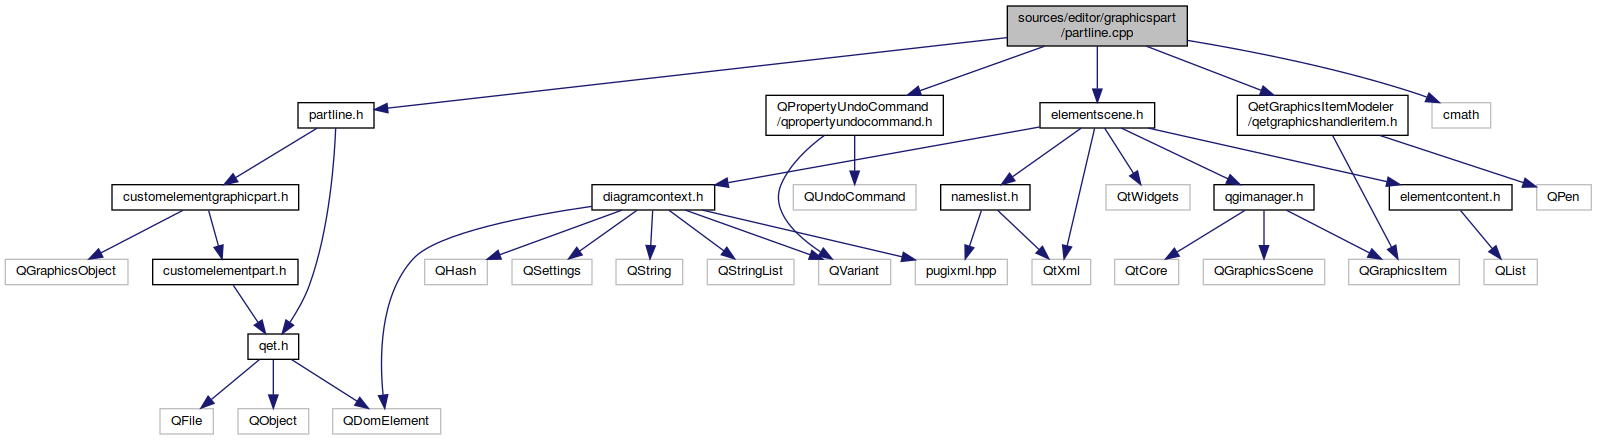 sources/editor/graphicspart
/partline.cpp
partline.h
QPropertyUndoCommand
/qpropertyundocommand.h
elementscene.h
QetGraphicsItemModeler
/qetgraphicshandleritem.h
cmath
customelementgraphicpart.h
diagramcontext.h
QUndoCommand
nameslist.h
QtWidgets
qgimanager.h
elementcontent.h
QPen
QGraphicsObject
customelementpart.h
QHash
QSettings
QString
QStringList
QVariant
pugixml.hpp
QtXml
QtCore
QGraphicsScene
QGraphicsItem
QList
qet.h
QFile
QObject
QDomElement